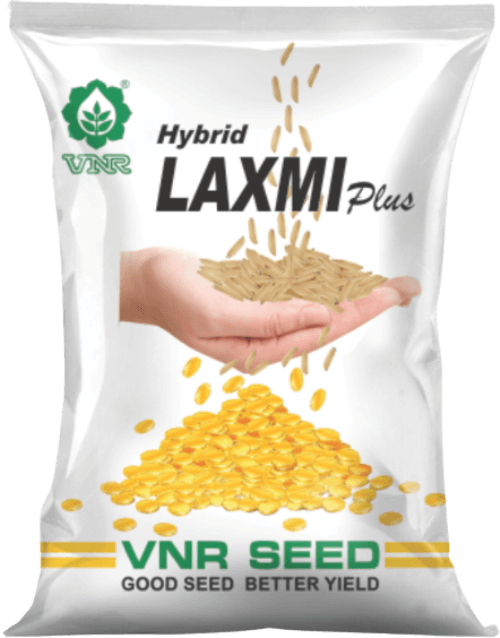 VNR
®
Hybrid
LAXMI Plus
VNR SEED
GOOD SEED BETTER YIELD